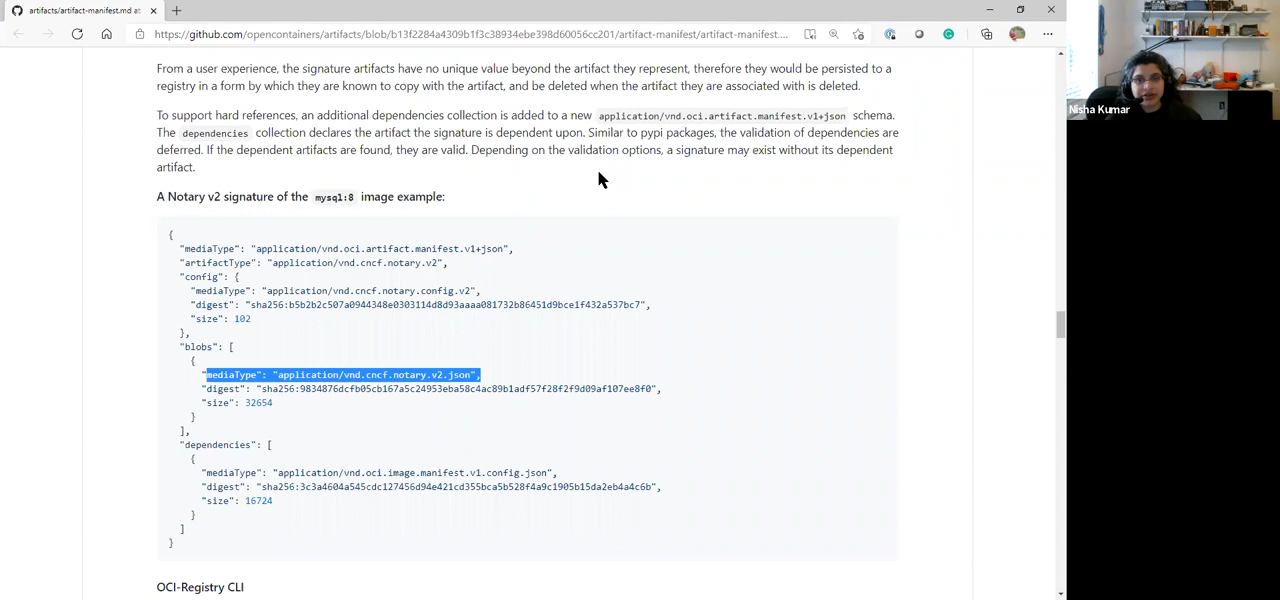 artifacts/artifact-manifest.md at
https://github.com/opencontainers/artifacts/blob/b13f2284a4309b1f3c38934ebe398d60056cc201/artifact-manifest/artifact-manifest....
From a user experience, the signature artifacts have no unique value beyond the artifact they represent, therefore they would be persisted to a
registry in a form by which they are known to copy with the artifact, and be deleted when the artifact they are associated with is deleted.
To support hard references, an additional dependencies collection is added to a new application/vnd.oci.artifact.manifest.v1+json schema.
The dependencies collection declares the artifact the signature is dependent upon. Similar to pypi packages, the validation of dependencies are
deferred. If the dependent artifacts are found, they are valid. Depending on the validation options, a signature may exist without its dependent
artifact.
A Notary v2 signature of the mysql:8 image example:
{
"mediaType": "application/vnd.oci.artifact.manifest.v1+json",
"artifactType": "application/vnd.cncf.notary.v2",
"config": {
"mediaType": "application/vnd.cncf.notary.config.v2",
"digest": "sha256:b5b2b2c507a0944348e0303114d8d93aaaa081732b86451d9bce1f432a537bc7",
"size": 102
},
"blobs": [
{
"mediaType": "application/vnd.cncf.notary.v2.json",
"digest": "sha256:9834876dcfb05cb167a5c24953eba58c4ac89b1adf57f28f2f9d09af107ee8f0",
"size": 32654
}
],
"dependencies": [
{
"mediaType": "application/vnd.oci.image.manifest.v1.config.json",
"digest": "sha256:3c3a4604a545cdc127456d94e421cd355bca5b528f4a9c1905b15da2eb4a4c6b",
"size": 16724
}
]
}
OCI-Registry CLI
Nisha Kumar